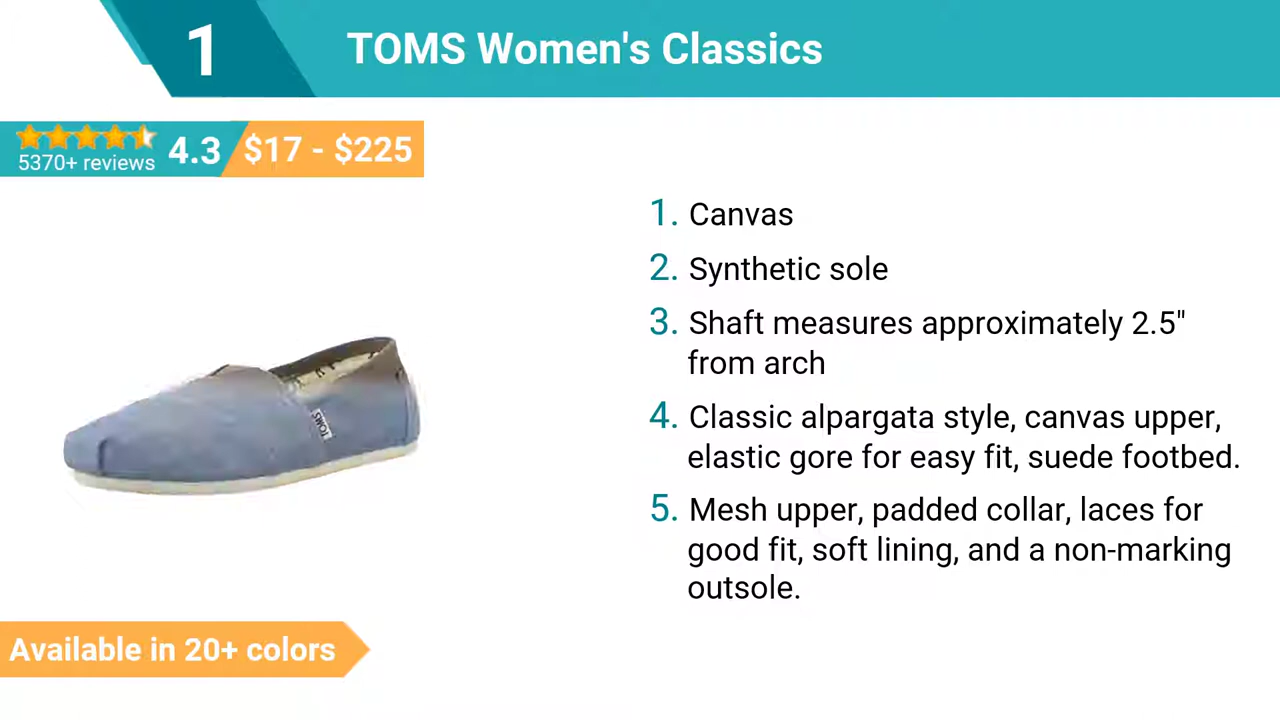 1
TOMS Women's Classics
5370+ reviews
4.3
$17 - $225
1. Canvas
2. Synthetic sole
3. Shaft measures approximately 2.5"
from arch
4. Classic alpargata style, canvas upper,
elastic gore for easy fit, suede footbed.
5. Mesh upper, padded collar, laces for
good fit, soft lining, and a non-marking
outsole.
TOMS
Available in 20+ colors